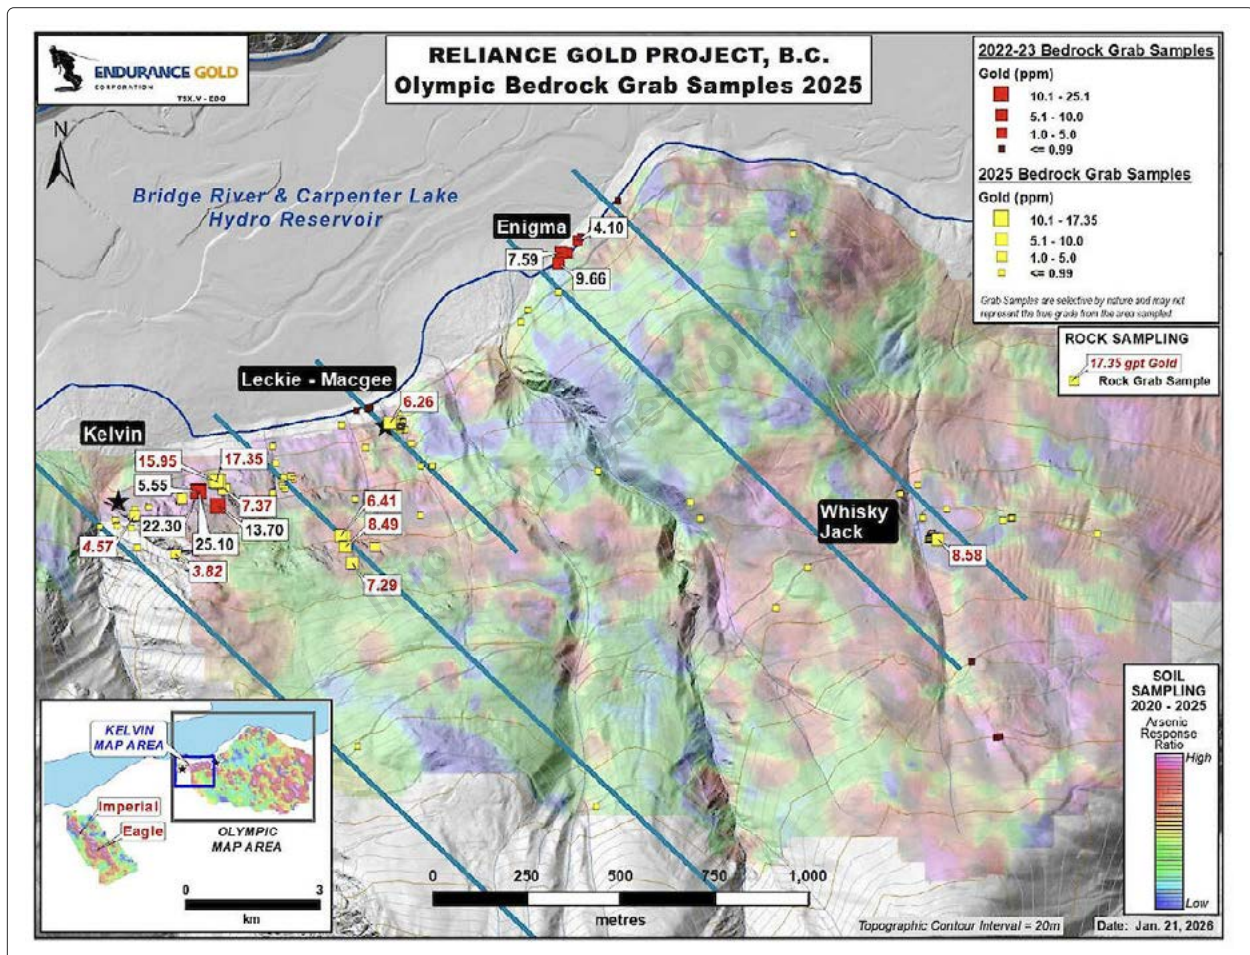 ENDURANCE GOLD
CORPORATION
TSX.V - EDG
RELIANCE GOLD PROJECT, B.C.
Olympic Bedrock Grab Samples 2025
2022-23 Bedrock Grab Samples
Gold (ppm)
10.1 - 25.1
5.1 - 10.0
1.0 - 5.0
<= 0.99
2025 Bedrock Grab Samples
Gold (ppm)
10.1 - 17.35
5.1 - 10.0
1.0 - 5.0
<= 0.99
Grab Samples are selective by nature and may not
represent the true grade from the area sampled.
ROCK SAMPLING
17.35 gpt Gold
Rock Grab Sample
N
Bridge River & Carpenter Lake
Hydro Reservoir
Enigma
4.10
7.59
9.66
Leckie - Macgee
6.26
Kelvin
15.95
17.35
5.55
7.37
22.30
13.70
25.10
4.57
3.82
6.41
8.49
7.29
Whisky
Jack
8.58
KELVIN
MAP AREA
Imperial
Eagle
OLYMPIC
MAP AREA
0 3
km
0 250 500 750 1,000
metres
SOIL
SAMPLING
2020 - 2025
Arsenic
Response
Ratio
High
Low
Topographic Contour Interval = 20m
Date: Jan. 21, 2026